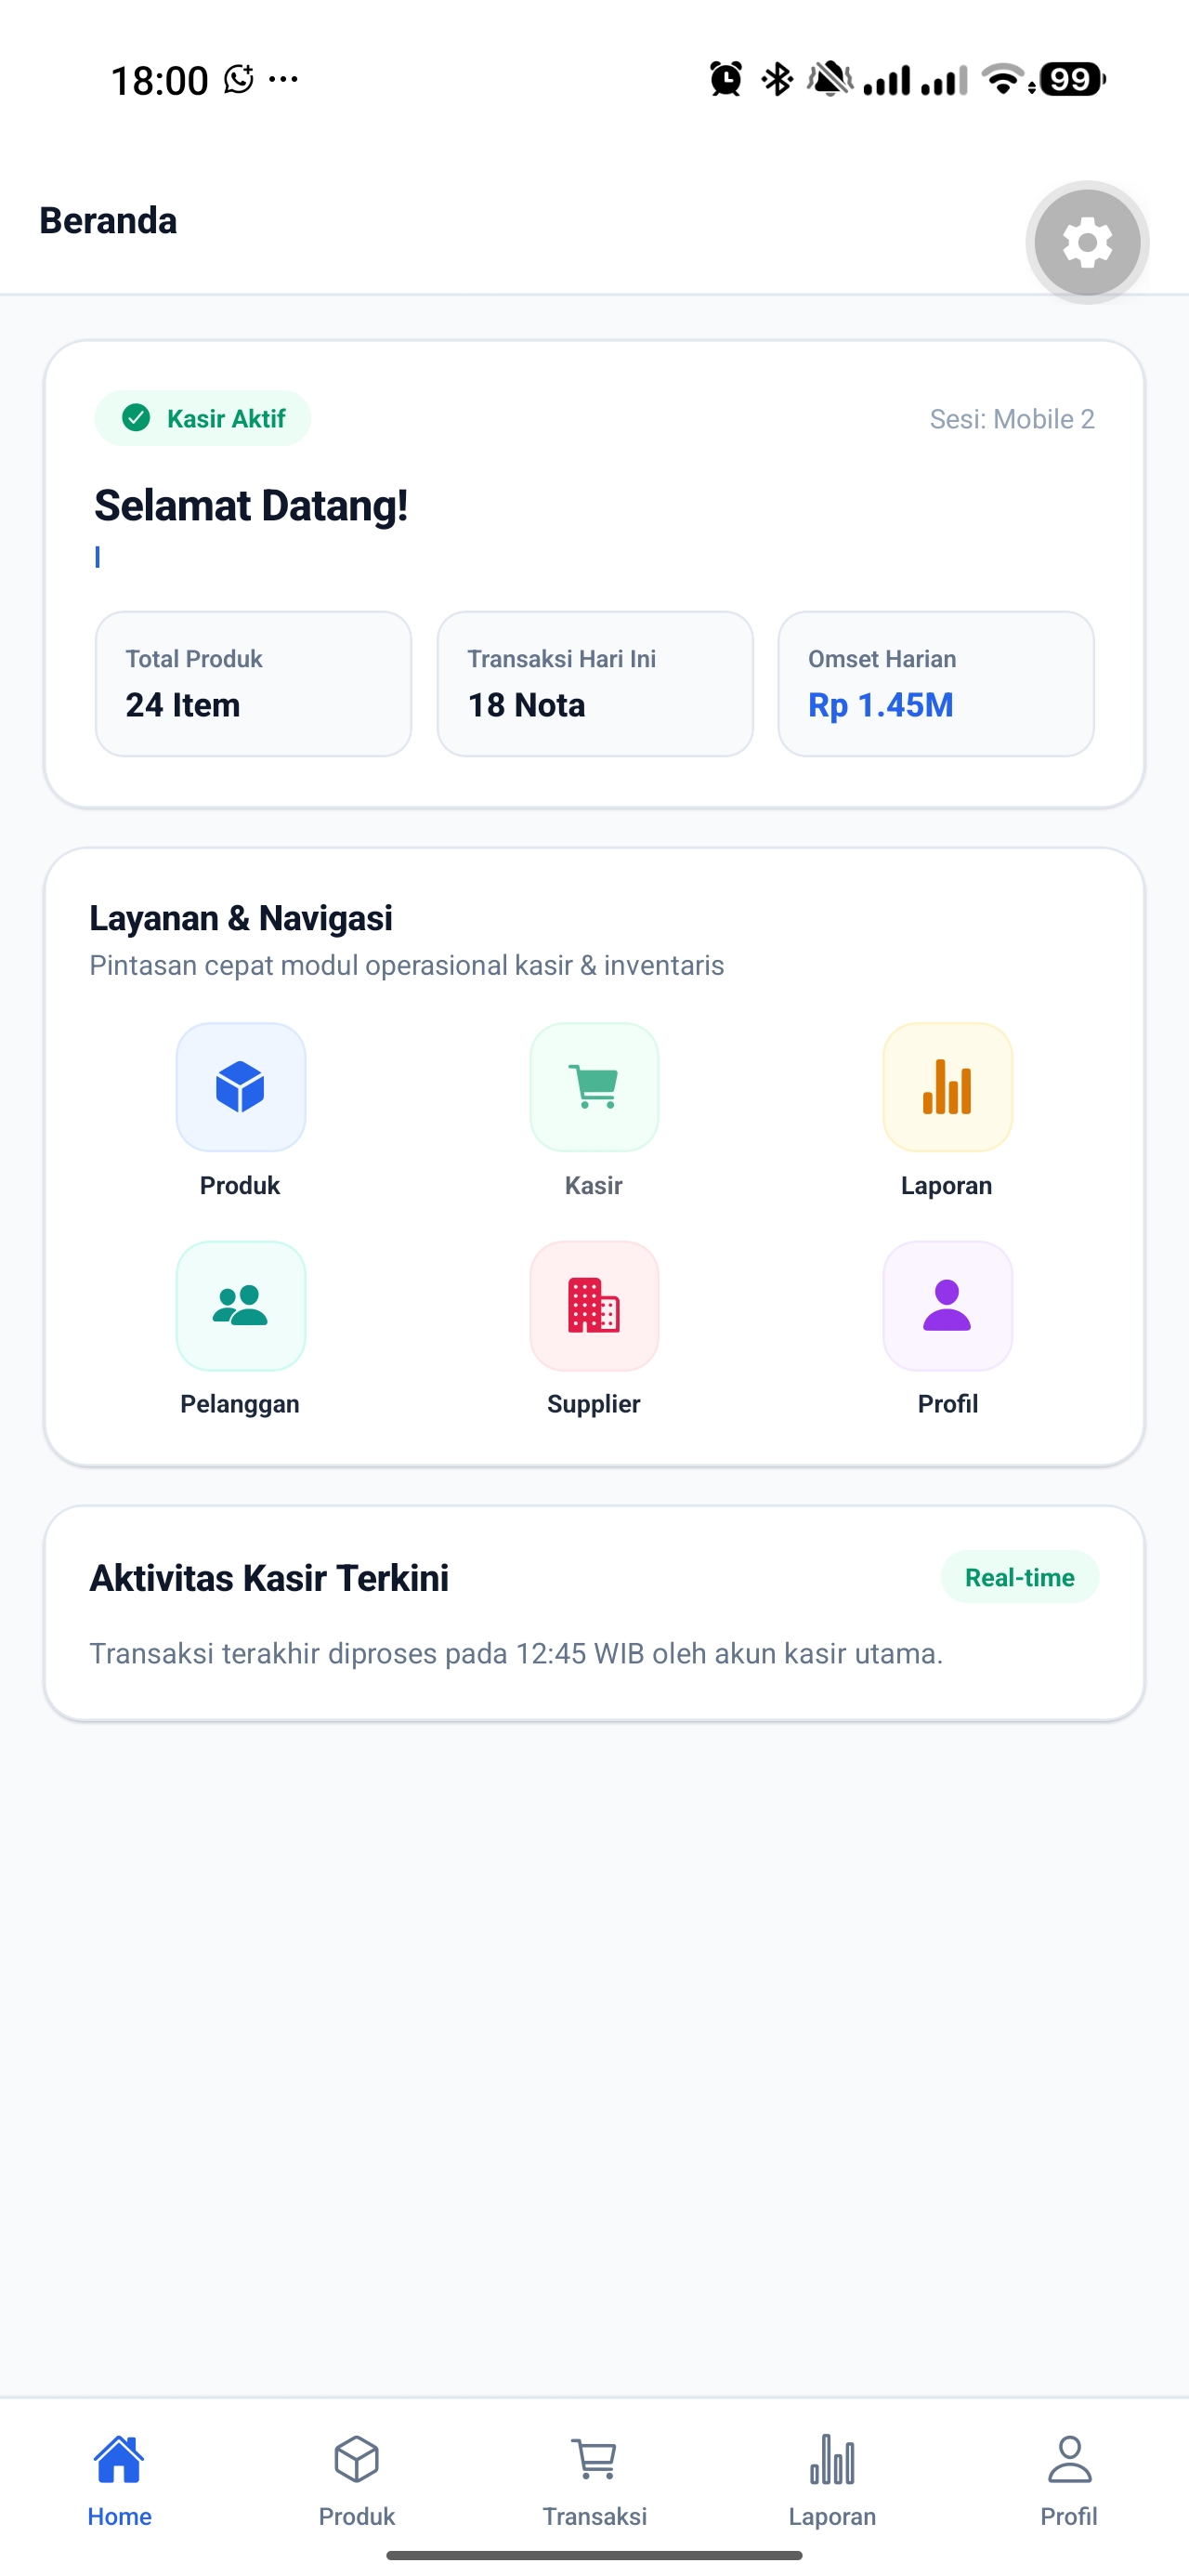 18:00 ... 99
Beranda
Kasir Aktif Sesi: Mobile 2
Selamat Datang!
Total Produk Transaksi Hari Ini Omset Harian
24 Item 18 Nota Rp 1.45M
Layanan & Navigasi
Pintasan cepat modul operasional kasir & inventaris
Produk Kasir Laporan
Pelanggan Supplier Profil
Aktivitas Kasir Terkini Real-time
Transaksi terakhir diproses pada 12:45 WIB oleh akun kasir utama.
Home Produk Transaksi Laporan Profil